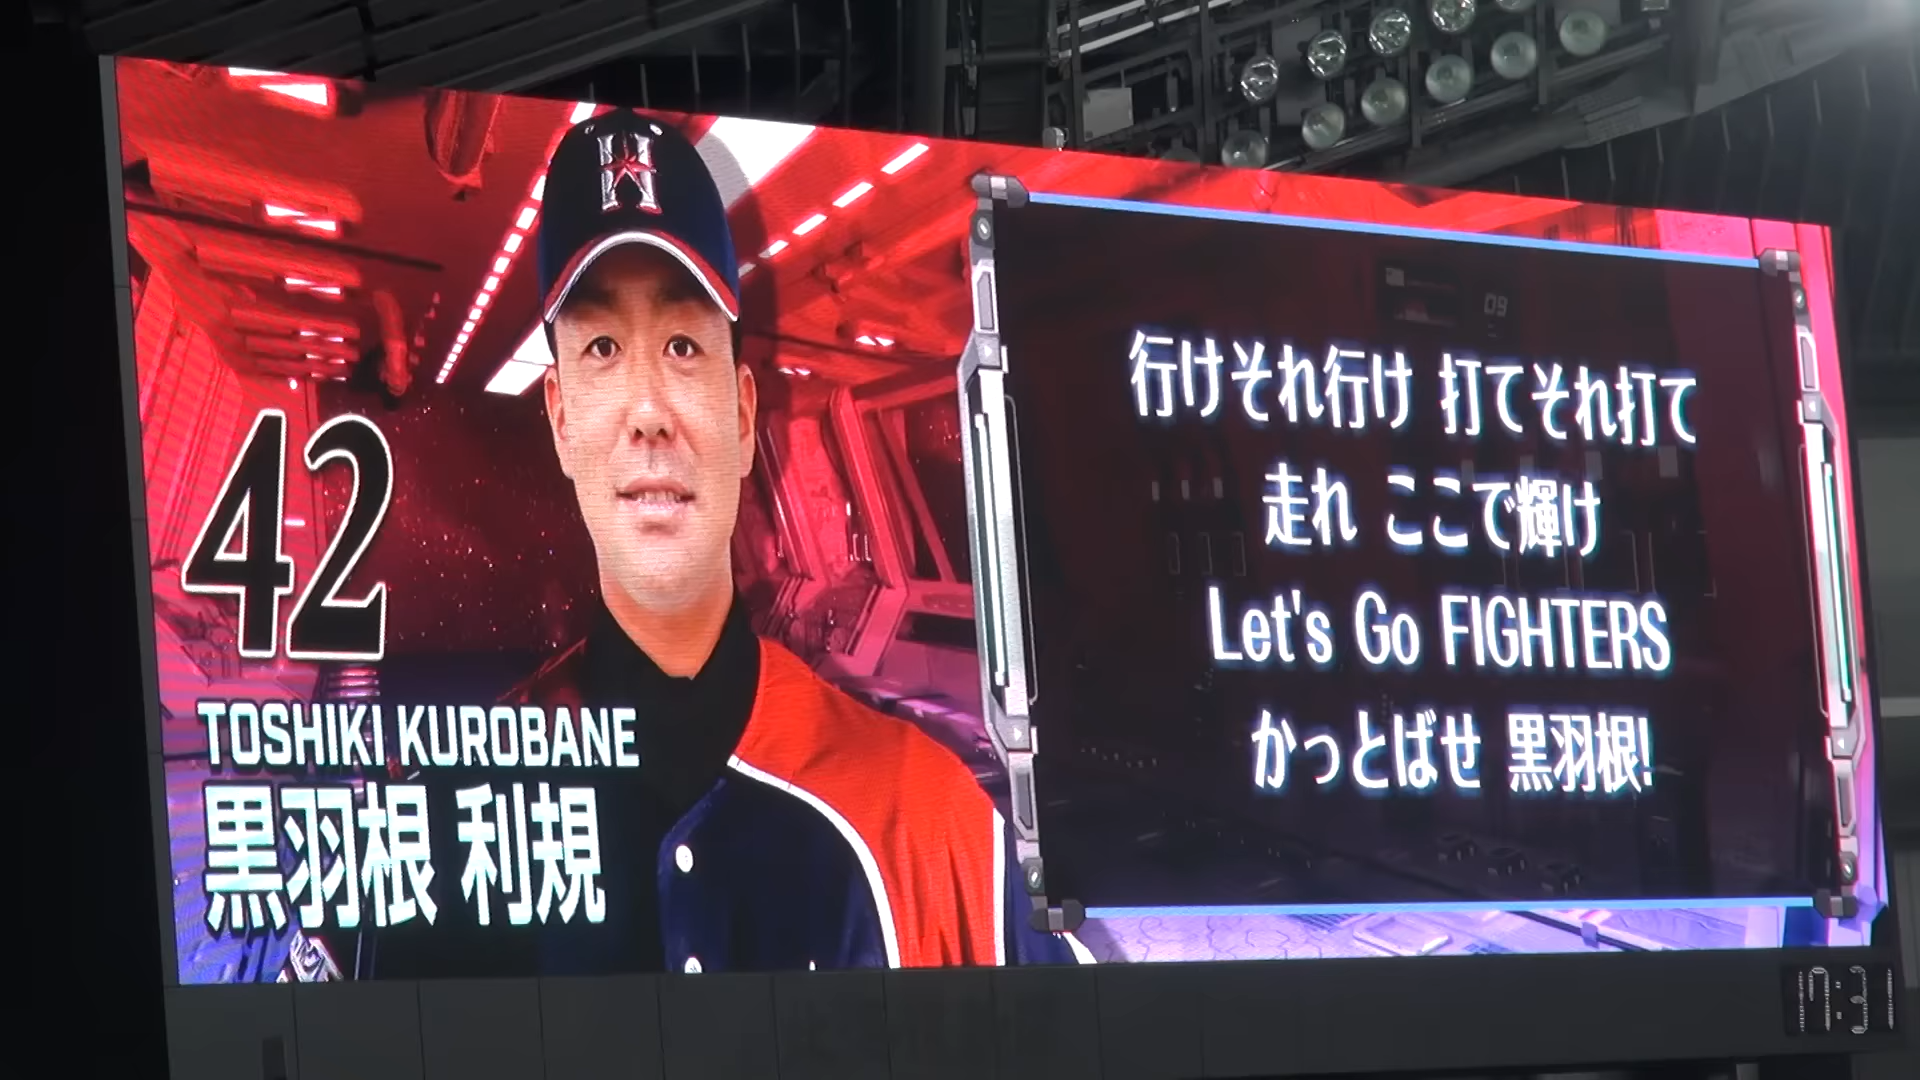 H
42
TOSHIKI KUROBANE
黒羽根 利規
09
行けそれ行け 打てそれ打て
走れ ここで輝け
Let's Go FIGHTERS
かっとばせ 黒羽根!